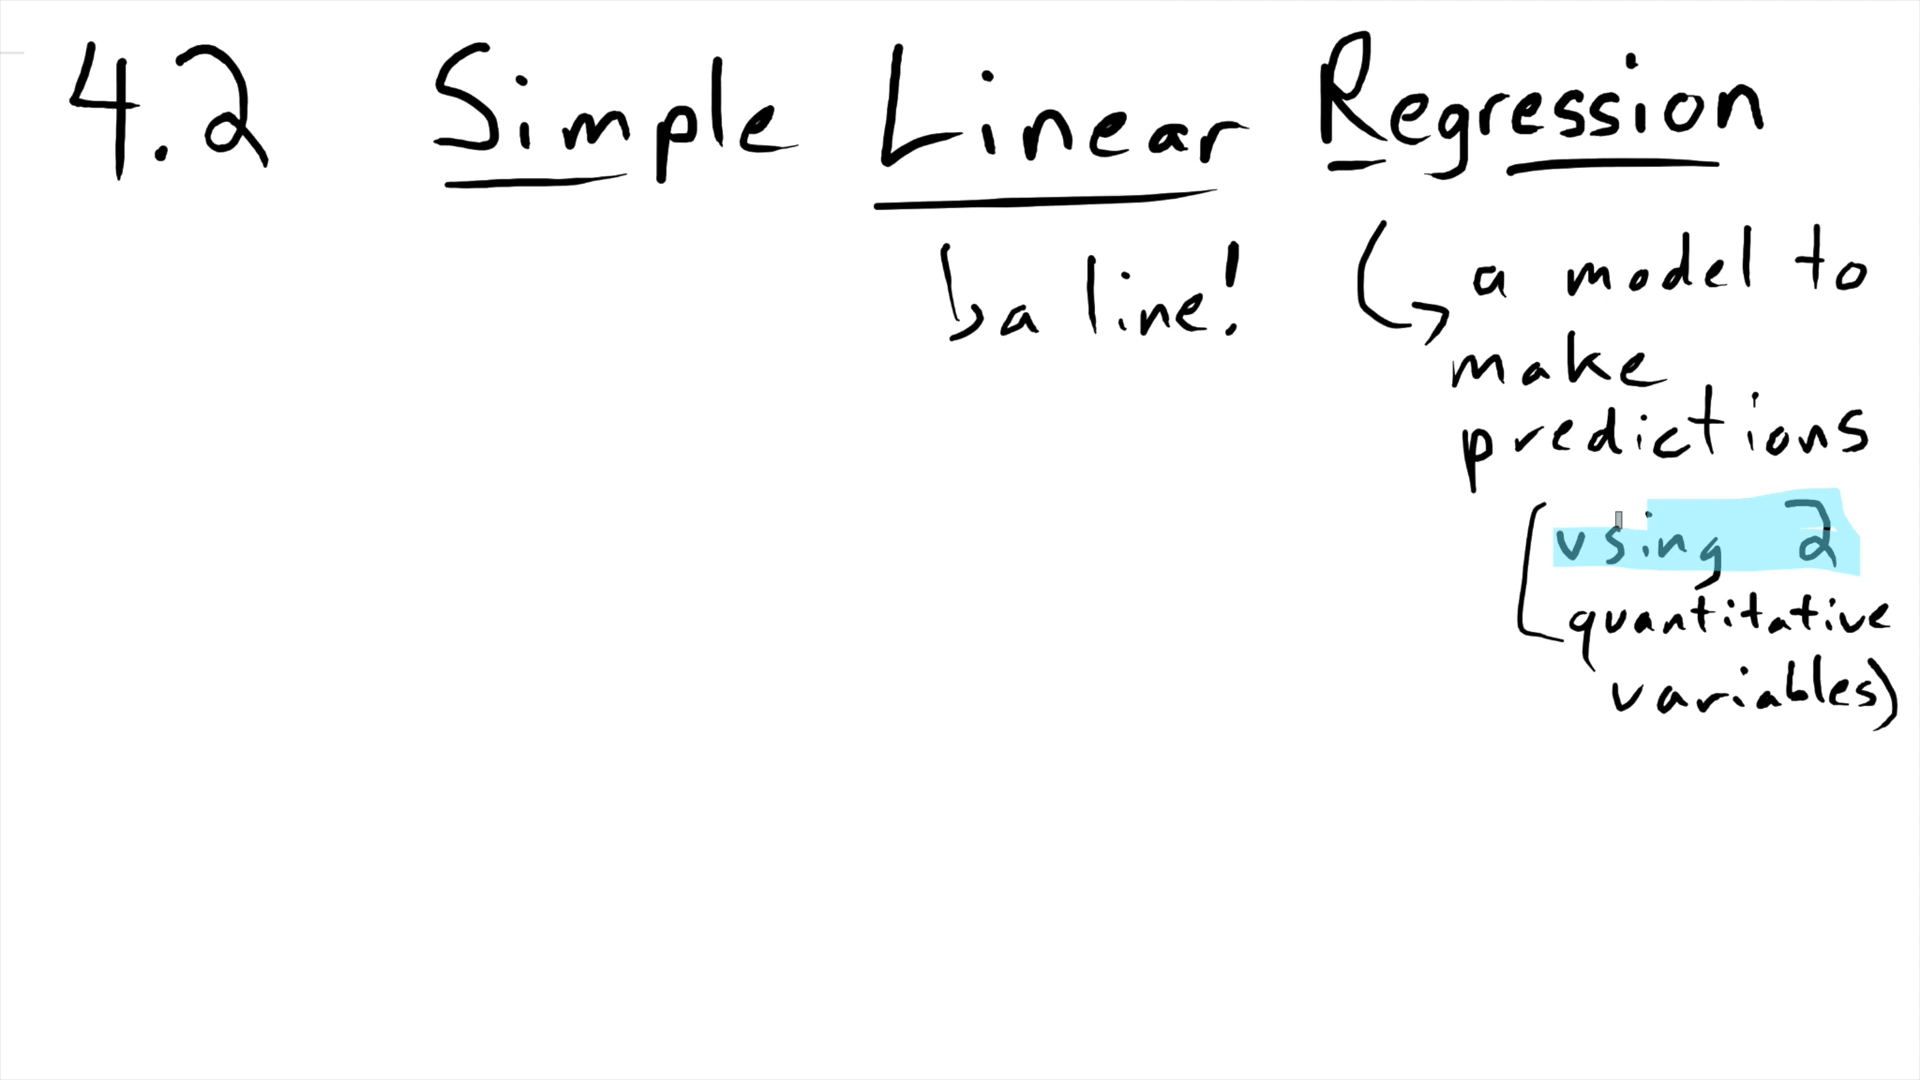 4.2 Simple Linear Regression
↳ a line!
↳ a model to
make
predictions
(using 2
quantitative
variables)